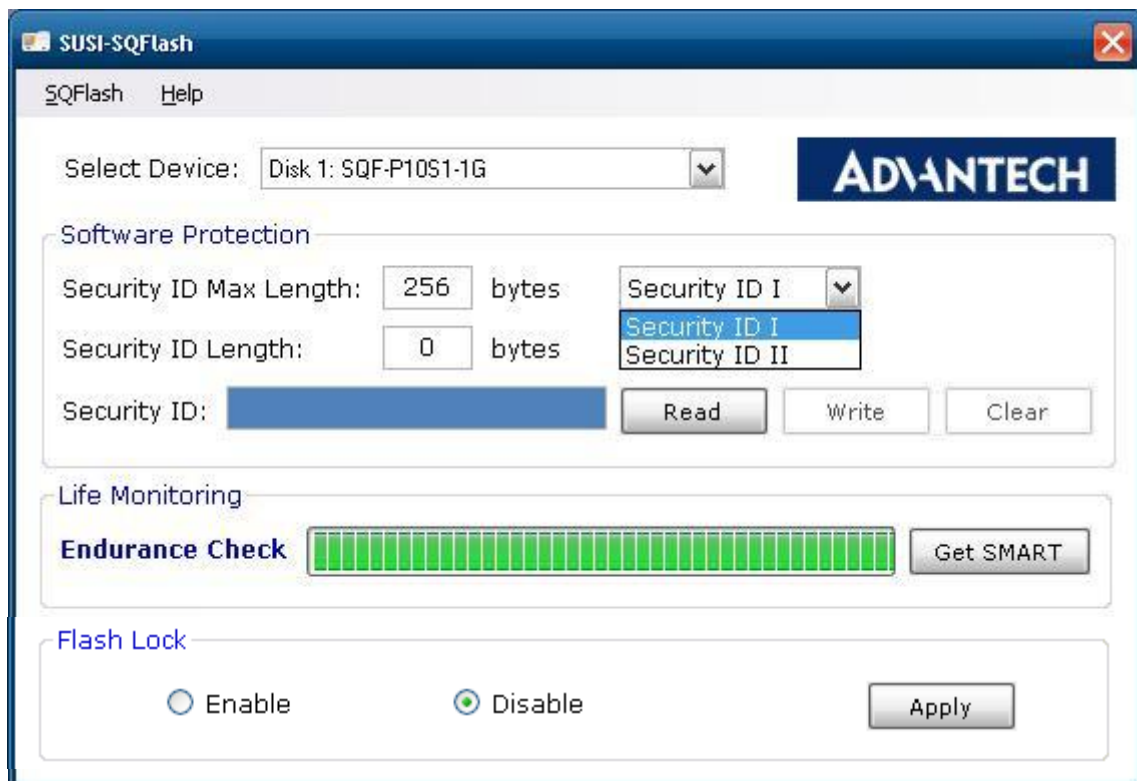 SUSI-SQFlash
SQFlash Help
Select Device: Disk 1: SQF-P10S1-1G
ADVANTECH
Software Protection
Security ID Max Length: 256 bytes Security ID I
Security ID I
Security ID Length: 0 bytes
Security ID II
Security ID: Read Write Clear
Life Monitoring
Endurance Check Get SMART
Flash Lock
Enable Disable Apply